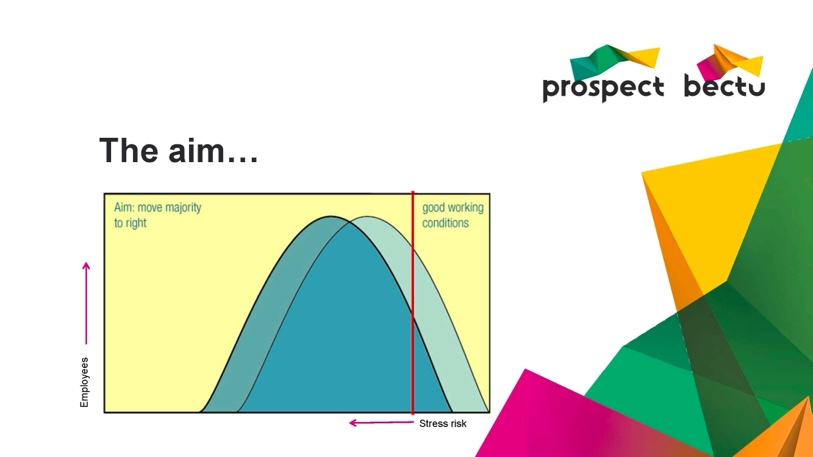 prospect bectu
The aim…
Aim: move majority
to right
good working
conditions
Employees
Stress risk